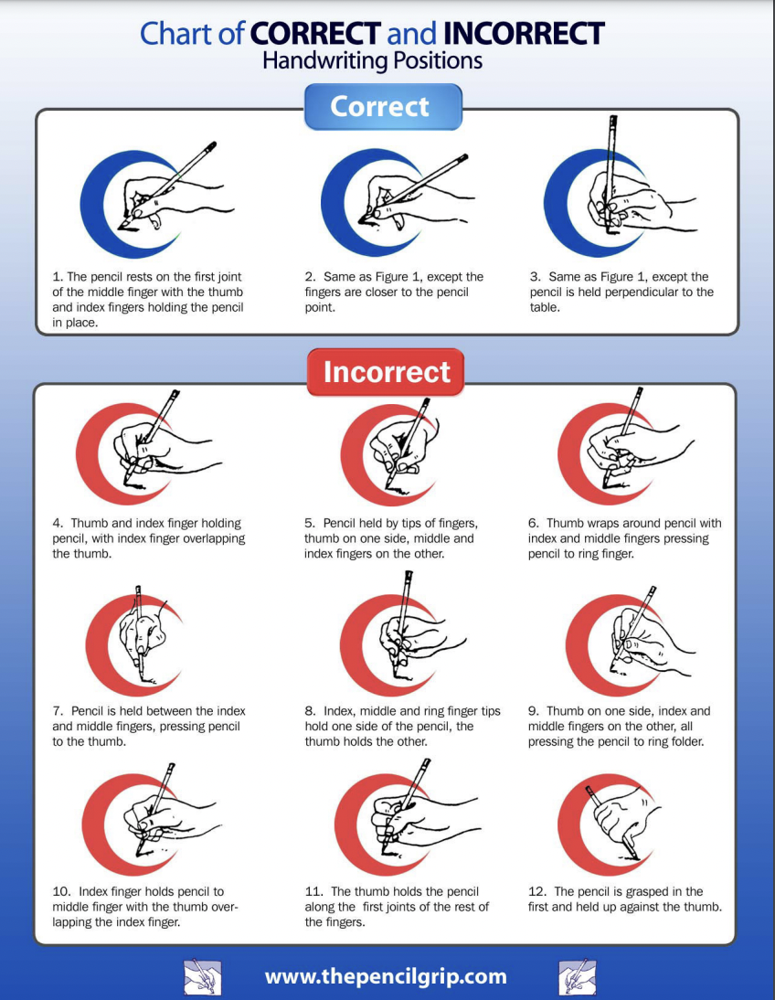 Chart of CORRECT and INCORRECT
Handwriting Positions
Correct
1. The pencil rests on the first joint
of the middle finger with the thumb
and index fingers holding the pencil
in place.
2. Same as Figure 1, except the
fingers are closer to the pencil
point.
3. Same as Figure 1, except the
pencil is held perpendicular to the
table.
Incorrect
4. Thumb and index finger holding
pencil, with index finger overlapping
the thumb.
5. Pencil held by tips of fingers,
thumb on one side, middle and
index fingers on the other.
6. Thumb wraps around pencil with
index and middle fingers pressing
pencil to ring finger.
7. Pencil is held between the index
and middle fingers, pressing pencil
to the thumb.
8. Index, middle and ring finger tips
hold one side of the pencil, the
thumb holds the other.
9. Thumb on one side, index and
middle fingers on the other, all
pressing the pencil to ring folder.
10. Index finger holds pencil to
middle finger with the thumb over-
lapping the index finger.
11. The thumb holds the pencil
along the first joints of the rest of
the fingers.
12. The pencil is grasped in the
first and held up against the thumb.
www.thepencilgrip.com